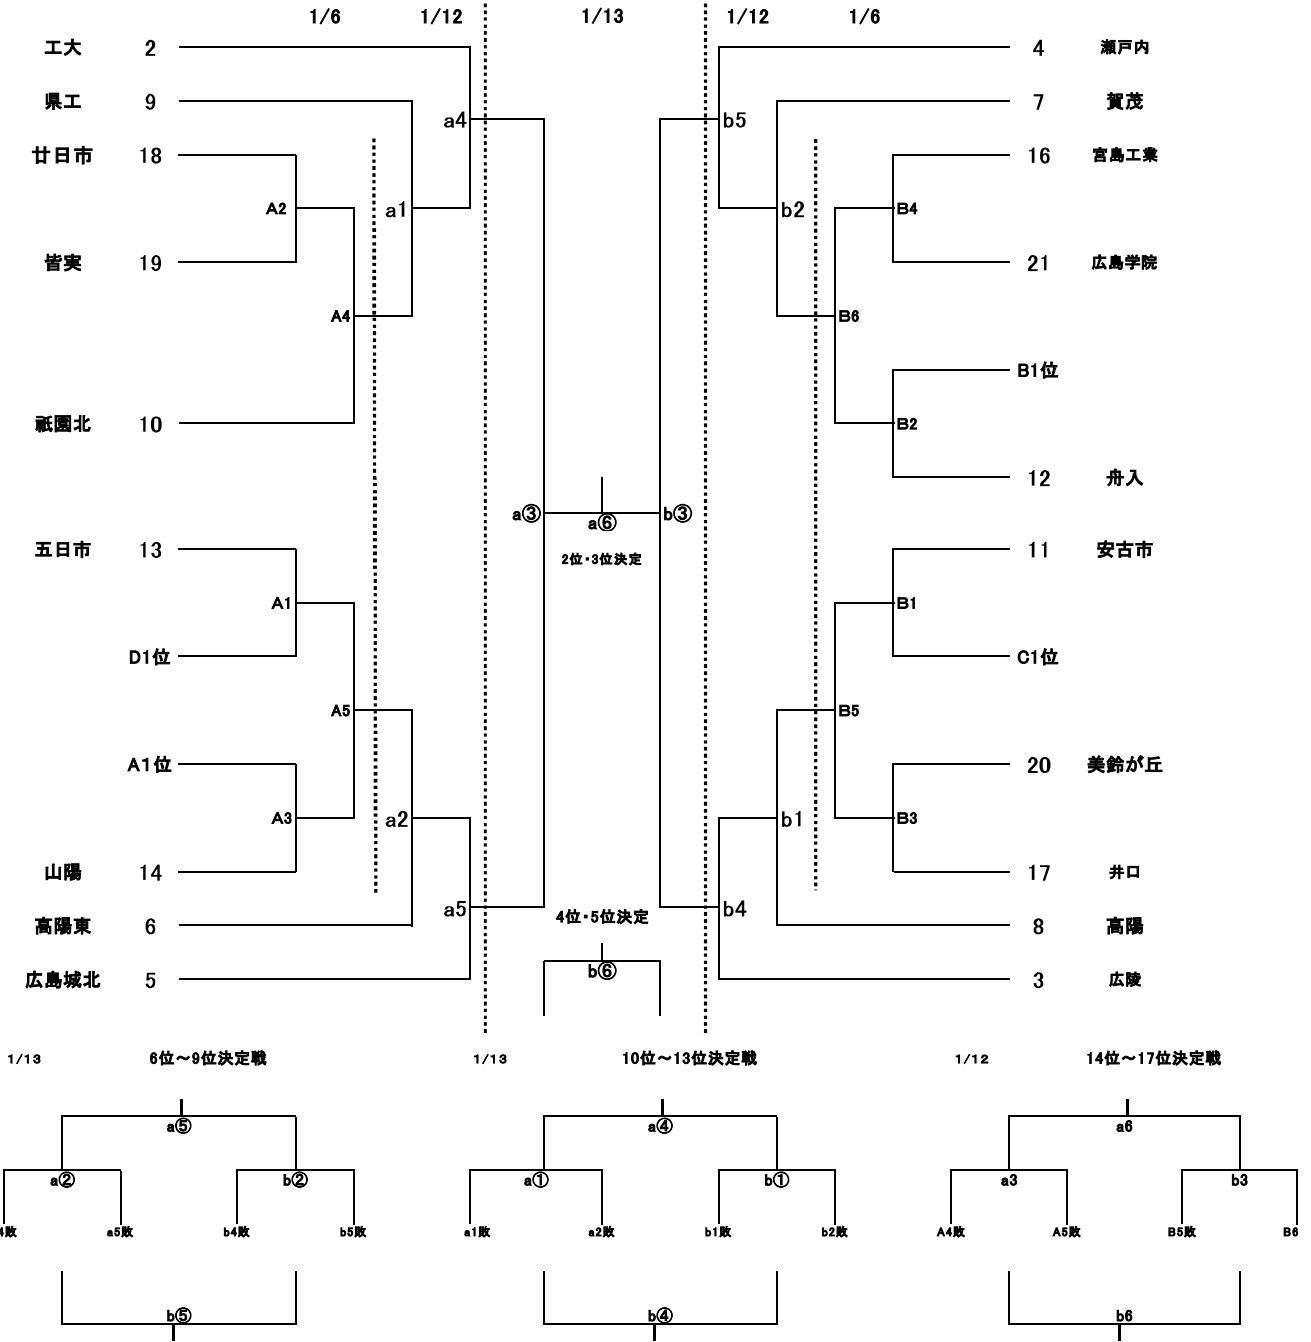 1/6 1/12 1/13 1/12 1/6
工大 2 4 瀬戸内
県工 9 7 賀茂
a4 b5
廿日市 18 16 宮島工業
A2 a1 b2 B4
皆実 19 21 広島学院
A4 B6
B1位
祇園北 10 B2
12 舟入
a③ a⑥ b③
2位・3位決定
五日市 13 11 安古市
A1 B1
D1位 C1位
A5 B5
A1位 20 美鈴が丘
A3 a2 b1 B3
山陽 14 17 井口
a5 4位・5位決定 b4
高陽東 6 8 高陽
b⑥
広島城北 5 3 広陵
1/13 6位～9位決定戦 1/13 10位～13位決定戦 1/12 14位～17位決定戦
a⑤ a④ a6
a② b② a① b① a3 b3
4敗 a5敗 b4敗 b5敗 a1敗 a2敗 b1敗 b2敗 A4敗 A5敗 B5敗 B6
b⑤ b④ b6